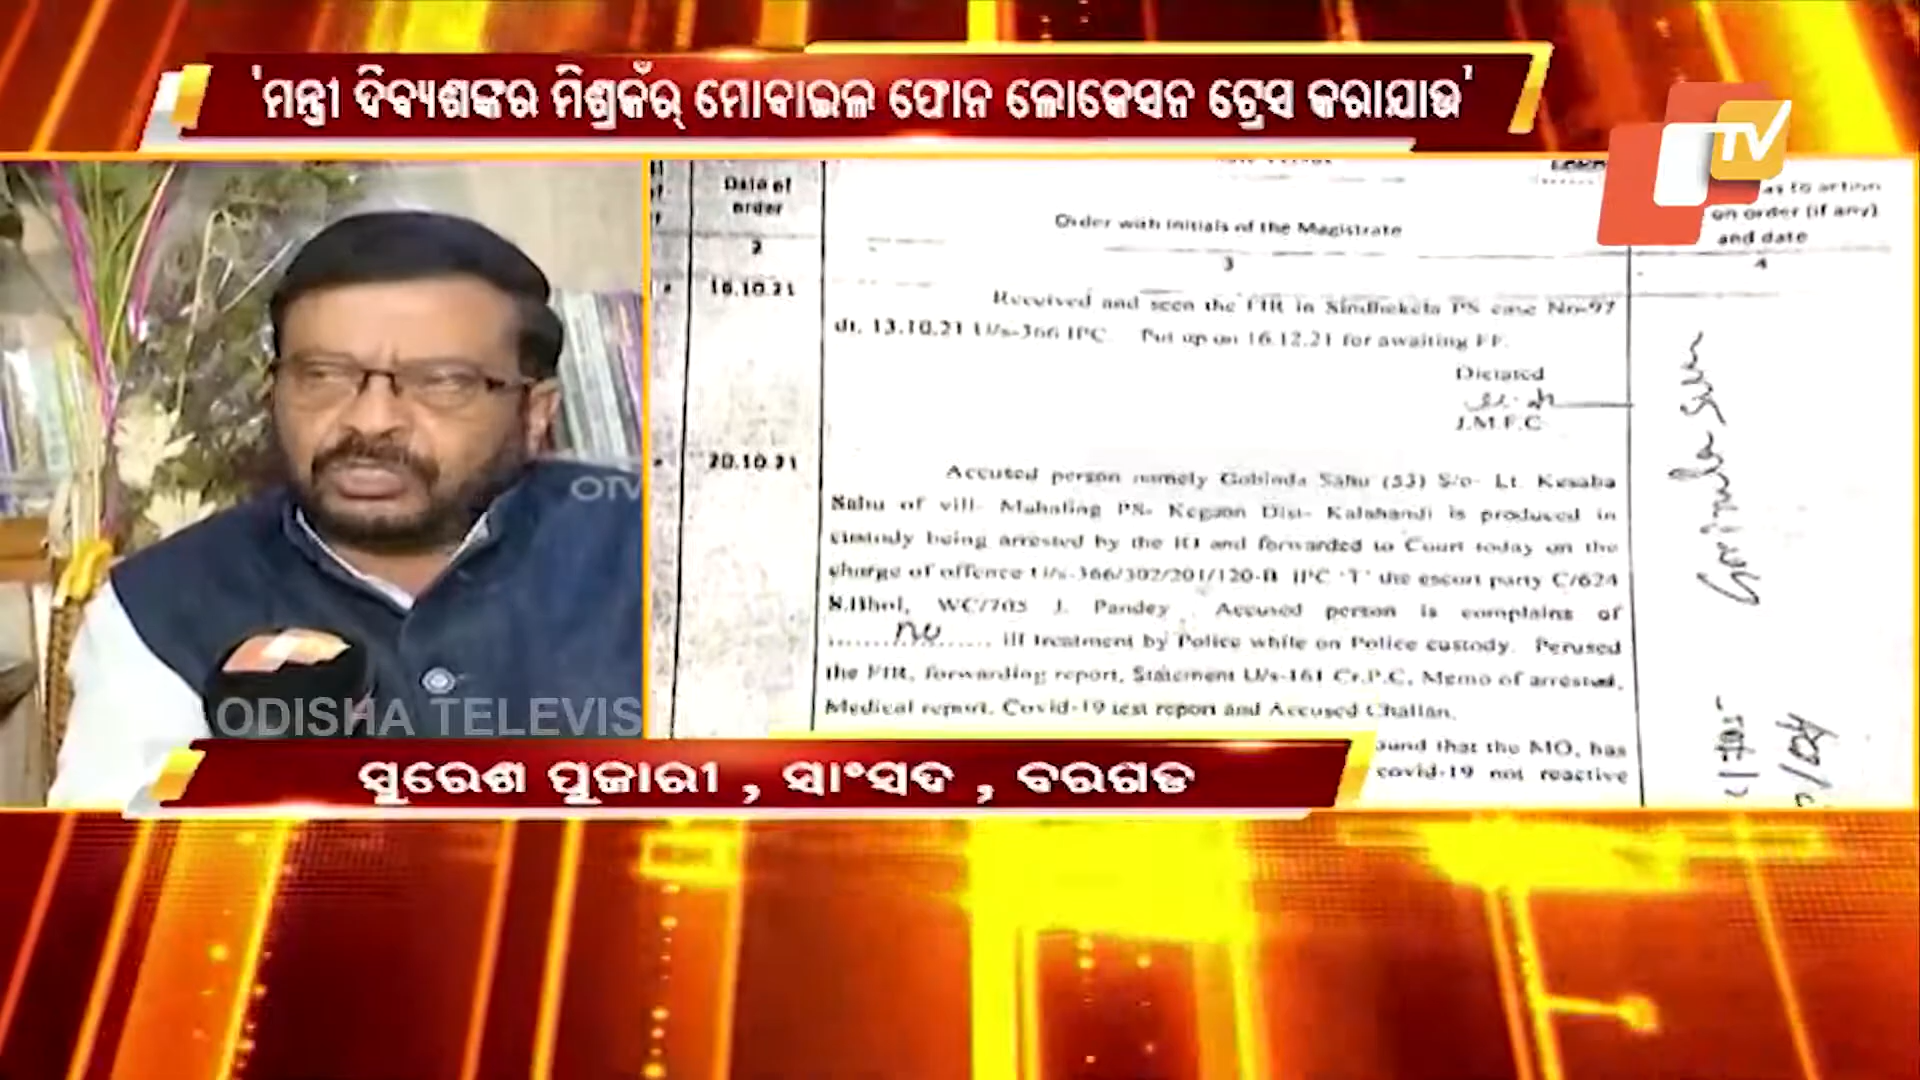 'ମନ୍ତ୍ରୀ ଦିବ୍ୟଶଙ୍କର ମିଶ୍ରକଁର୍ ମୋବାଇଲ ଫୋନ ଲୋକେସନ ଟ୍ରେସ କରାଯାଉ'
TV
Date of
order
Order with initials of the Magistrate
as to action
on order (if any)
and date
2
3
4
16.10.21
Received and seen the FIR in Sindhekela PS case No-97
dt. 13.10.21 U/s-366 IPC. Put up on 16.12.21 for awaiting FF.
Dictated
J.M.F.C
20.10.21
Accused person namely Gobinda Sahu (53) S/o- Lt. Kesaba
Sahu of vill- Mahaling PS- Kegaon Dist- Kalahandi is produced in
custody being arrested by the IO and forwarded to Court today on the
charge of offence U/s-366/302/201/120-B IPC 'T' the escort party C/624
S.Bhol, WC/705 J. Pandey . Accused person is complains of
........no...... ill treatment by Police while on Police custody. Perused
the FIR, forwarding report, Statement U/s-161 Cr.P.C, Memo of arrested,
Medical report, Covid-19 test report and Accused Challan.
ound that the MO, has
covid-19 not reactive
OTV
ODISHA TELEVIS
ସୁରେଶ ପୂଜାରୀ , ସାଂସଦ , ବରଗଡ